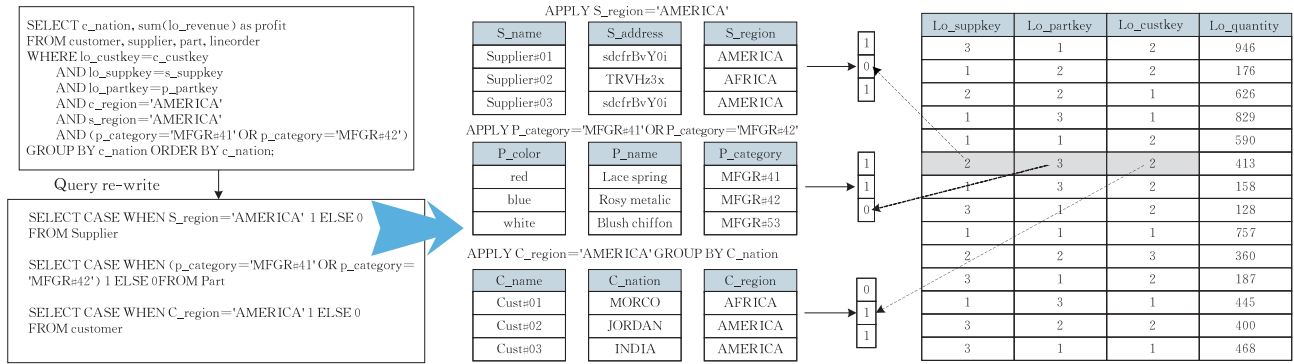 SELECT c_nation, sum(lo_revenue) as profit
FROM customer, supplier, part, lineorder
WHERE lo_custkey=c_custkey
AND lo_suppkey=s_suppkey
AND lo_partkey=p_partkey
AND c_region='AMERICA'
AND s_region='AMERICA'
AND (p_category='MFGR#41' OR p_category='MFGR#42')
GROUP BY c_nation ORDER BY c_nation;
Query re-write
SELECT CASE WHEN S_region='AMERICA' 1 ELSE 0
FROM Supplier
SELECT CASE WHEN (p_category='MFGR#41' OR p_category=
'MFGR#42') 1 ELSE 0FROM Part
SELECT CASE WHEN C_region='AMERICA' 1 ELSE 0
FROM customer
APPLY S_region='AMERICA'
S_name S_address S_region
Supplier#01 sdcfrBvY0i AMERICA
Supplier#02 TRVHz3x AFRICA
Supplier#03 sdcfrBvY0i AMERICA
1
0
1
APPLY P_category='MFGR#41' OR P_category='MFGR#42'
P_color P_name P_category
red Lace spring MFGR#41
blue Rosy metalic MFGR#42
white Blush chiffon MFGR#53
1
1
0
APPLY C_region='AMERICA' GROUP BY C_nation
C_name C_nation C_region
Cust#01 MORCO AFRICA
Cust#02 JORDAN AMERICA
Cust#03 INDIA AMERICA
0
1
1
Lo_suppkey Lo_partkey Lo_custkey Lo_quantity
3 1 2 946
1 2 2 176
2 2 1 626
1 3 1 829
1 1 2 590
2 3 2 413
1 3 2 158
3 1 2 128
1 1 1 757
2 2 3 360
3 1 2 187
1 3 1 445
3 2 2 400
3 1 1 468